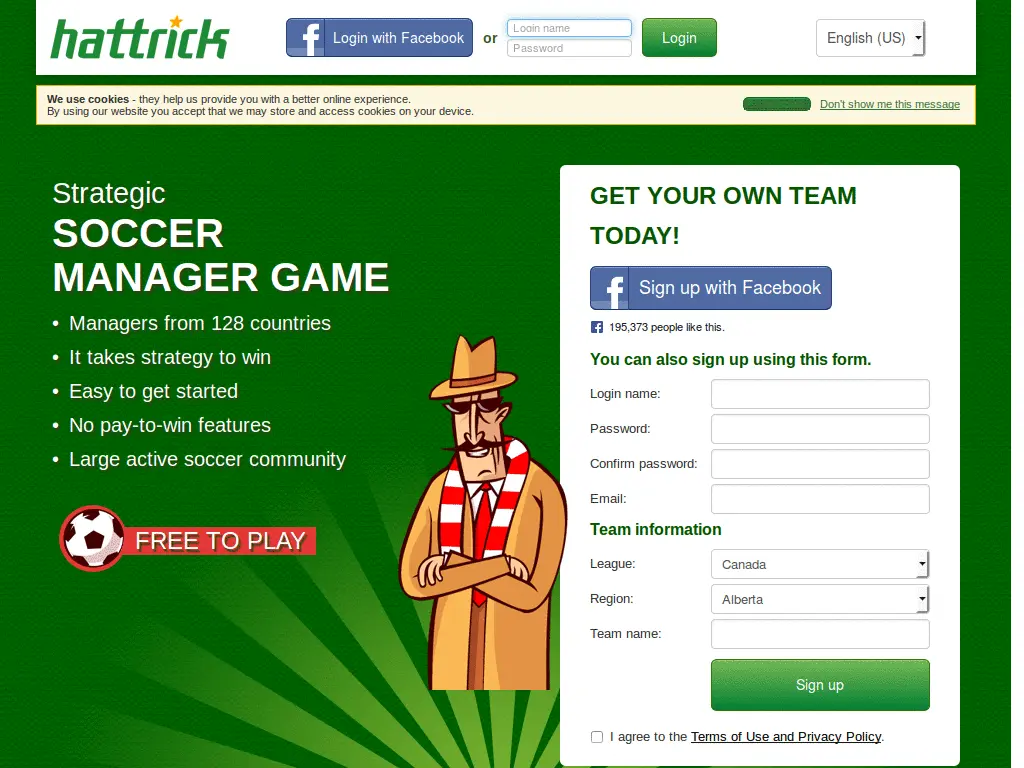 hattrick
Login with Facebook
or
Login name
Password
Login
English (US)
We use cookies - they help us provide you with a better online experience.
By using our website you accept that we may store and access cookies on your device.
Don't show me this message
Strategic
SOCCER
MANAGER GAME
• Managers from 128 countries
• It takes strategy to win
• Easy to get started
• No pay-to-win features
• Large active soccer community
FREE TO PLAY
GET YOUR OWN TEAM
TODAY!
f Sign up with Facebook
195,373 people like this.
You can also sign up using this form.
Login name:
Password:
Confirm password:
Email:
Team information
League: Canada
Region: Alberta
Team name:
Sign up
I agree to the Terms of Use and Privacy Policy.